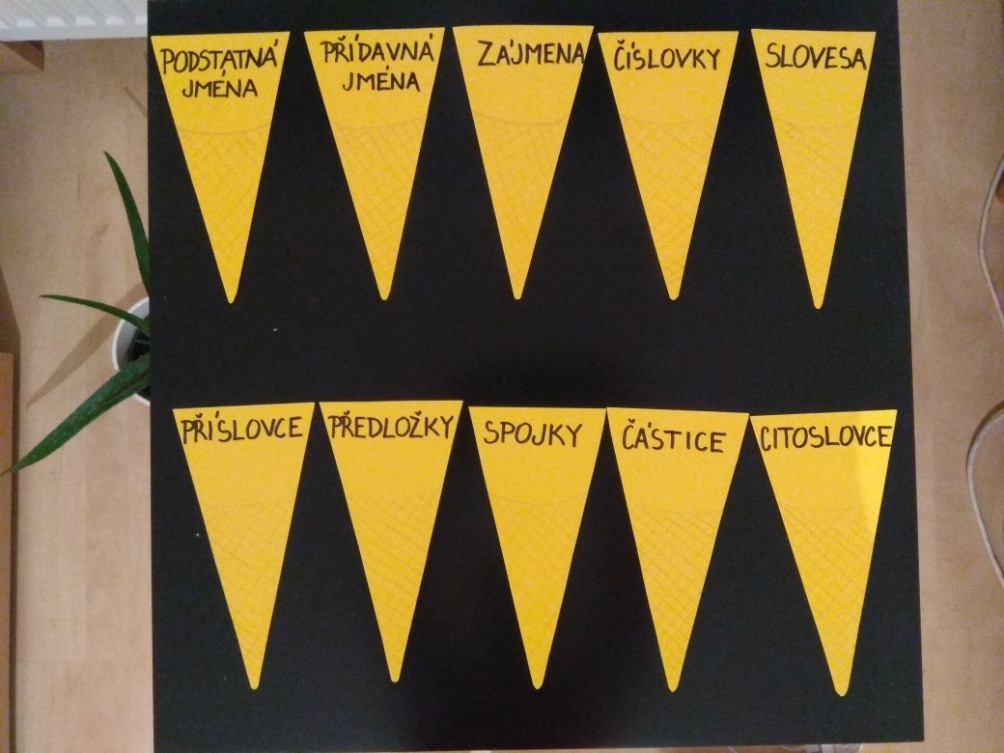 PODSTATNÁ
JMÉNA
PŘÍDAVNÁ
JMÉNA
ZÁJMENA
ČÍSLOVKY
SLOVESA
PŘÍSLOVCE
PŘEDLOŽKY
SPOJKY
ČÁSTICE
CITOSLOVCE